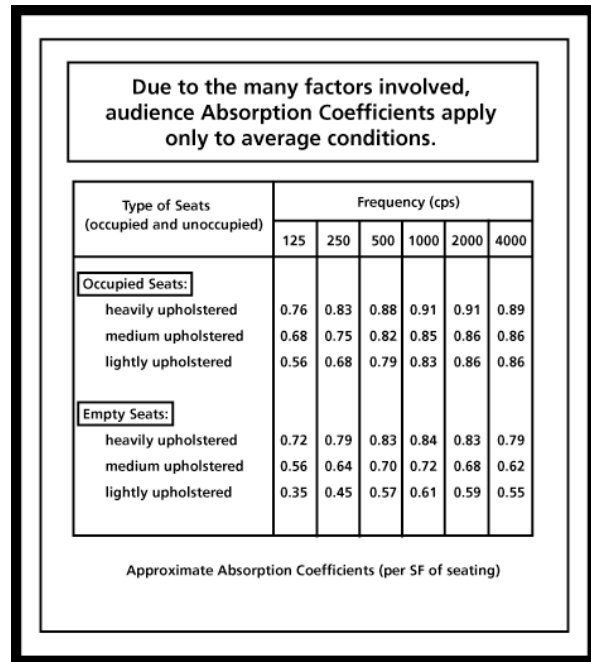 Due to the many factors involved,
audience Absorption Coefficients apply
only to average conditions.
Type of Seats
(occupied and unoccupied)
Frequency (cps)
125 250 500 1000 2000 4000
Occupied Seats:
heavily upholstered 0.76 0.83 0.88 0.91 0.91 0.89
medium upholstered 0.68 0.75 0.82 0.85 0.86 0.86
lightly upholstered 0.56 0.68 0.79 0.83 0.86 0.86
Empty Seats:
heavily upholstered 0.72 0.79 0.83 0.84 0.83 0.79
medium upholstered 0.56 0.64 0.70 0.72 0.68 0.62
lightly upholstered 0.35 0.45 0.57 0.61 0.59 0.55
Approximate Absorption Coefficients (per SF of seating)